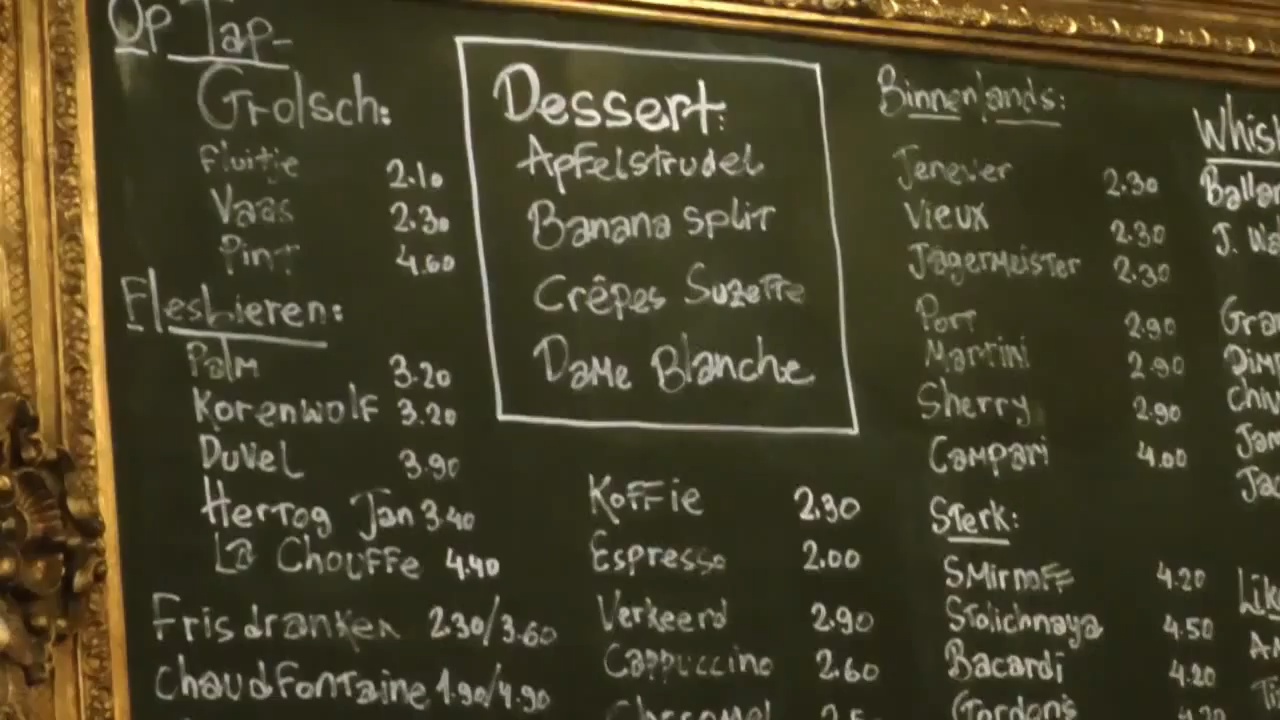 Op Tap-
Grolsch:
Fluitje 2.10
Vaas 2.30
Pint 4.60
Flesbieren:
Palm 3.20
Korenwolf 3.20
Duvel 3.90
Hertog Jan 3.40
La Chouffe 4.40
Frisdranken 2.30/3.60
Chaudfontaine 1.90/4.90
Dessert:
Apfelstrudel
Banana split
Crêpes Suzette
Dame Blanche
Koffie 2.30
Espresso 2.00
Verkeerd 2.90
Cappuccino 2.60
Binnenlands:
Jenever 2.30
Vieux 2.30
Jägermeister 2.30
Port 2.90
Martini 2.90
Sherry 2.90
Campari 4.00
Sterk:
Smirnoff 4.20
Stolichnaya 4.50
Bacardi 4.20
Gordon's 4.20
Whis
J. Wa